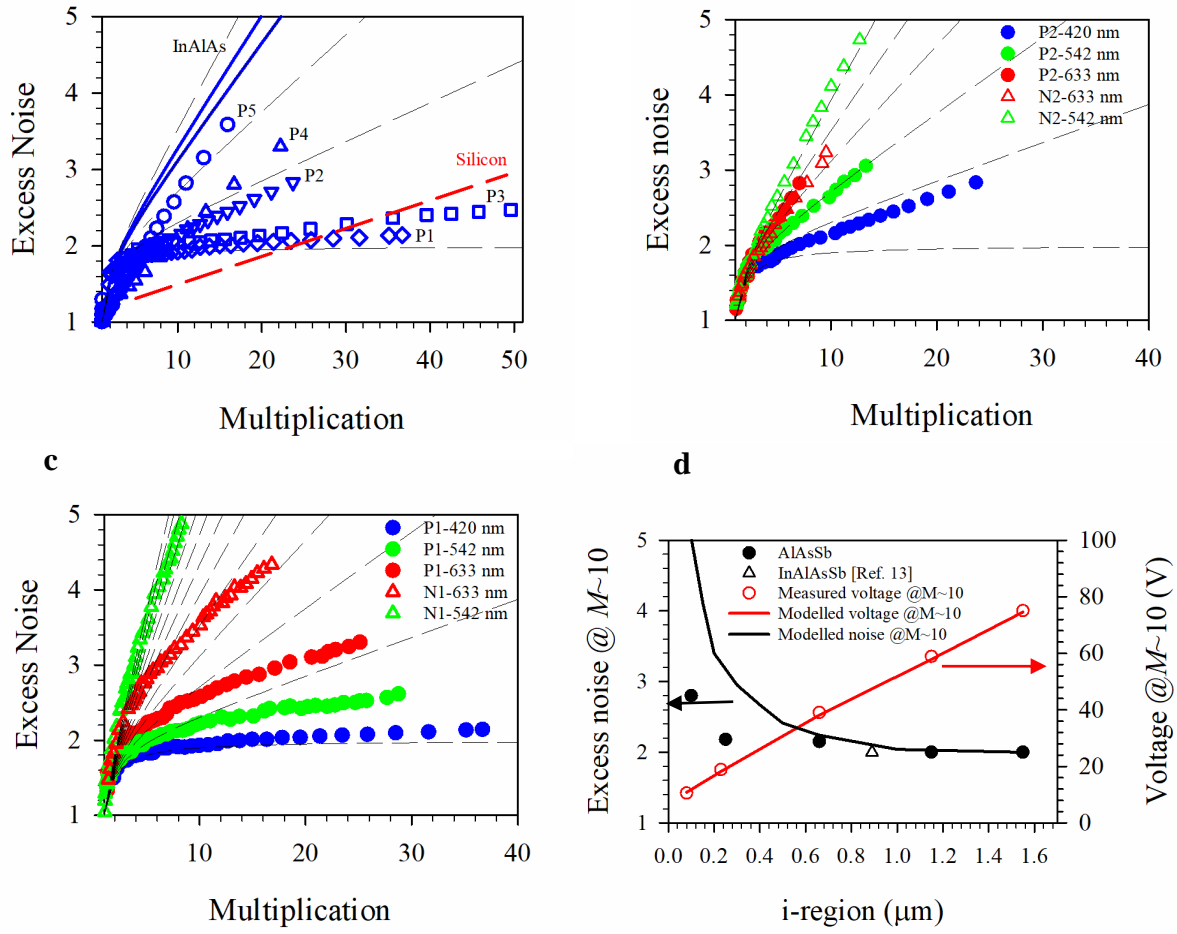 5
4
3
2
1
Excess Noise
InAlAs
P5
P4
P2
Silicon
P3
P1
10
20
30
40
50
Multiplication
5
4
3
2
1
Excess noise
P2-420 nm
P2-542 nm
P2-633 nm
N2-633 nm
N2-542 nm
10
20
30
40
Multiplication
c
5
4
3
2
1
Excess Noise
P1-420 nm
P1-542 nm
P1-633 nm
N1-633 nm
N1-542 nm
10
20
30
40
Multiplication
d
5
4
3
2
1
Excess noise @ M~10
AlAsSb
InAlAsSb [Ref. 13]
Measured voltage @M~10
Modelled voltage @M~10
Modelled noise @M~10
100
80
60
40
20
0
Voltage @M~10 (V)
0.0 0.2 0.4 0.6 0.8 1.0 1.2 1.4 1.6
i-region (μm)